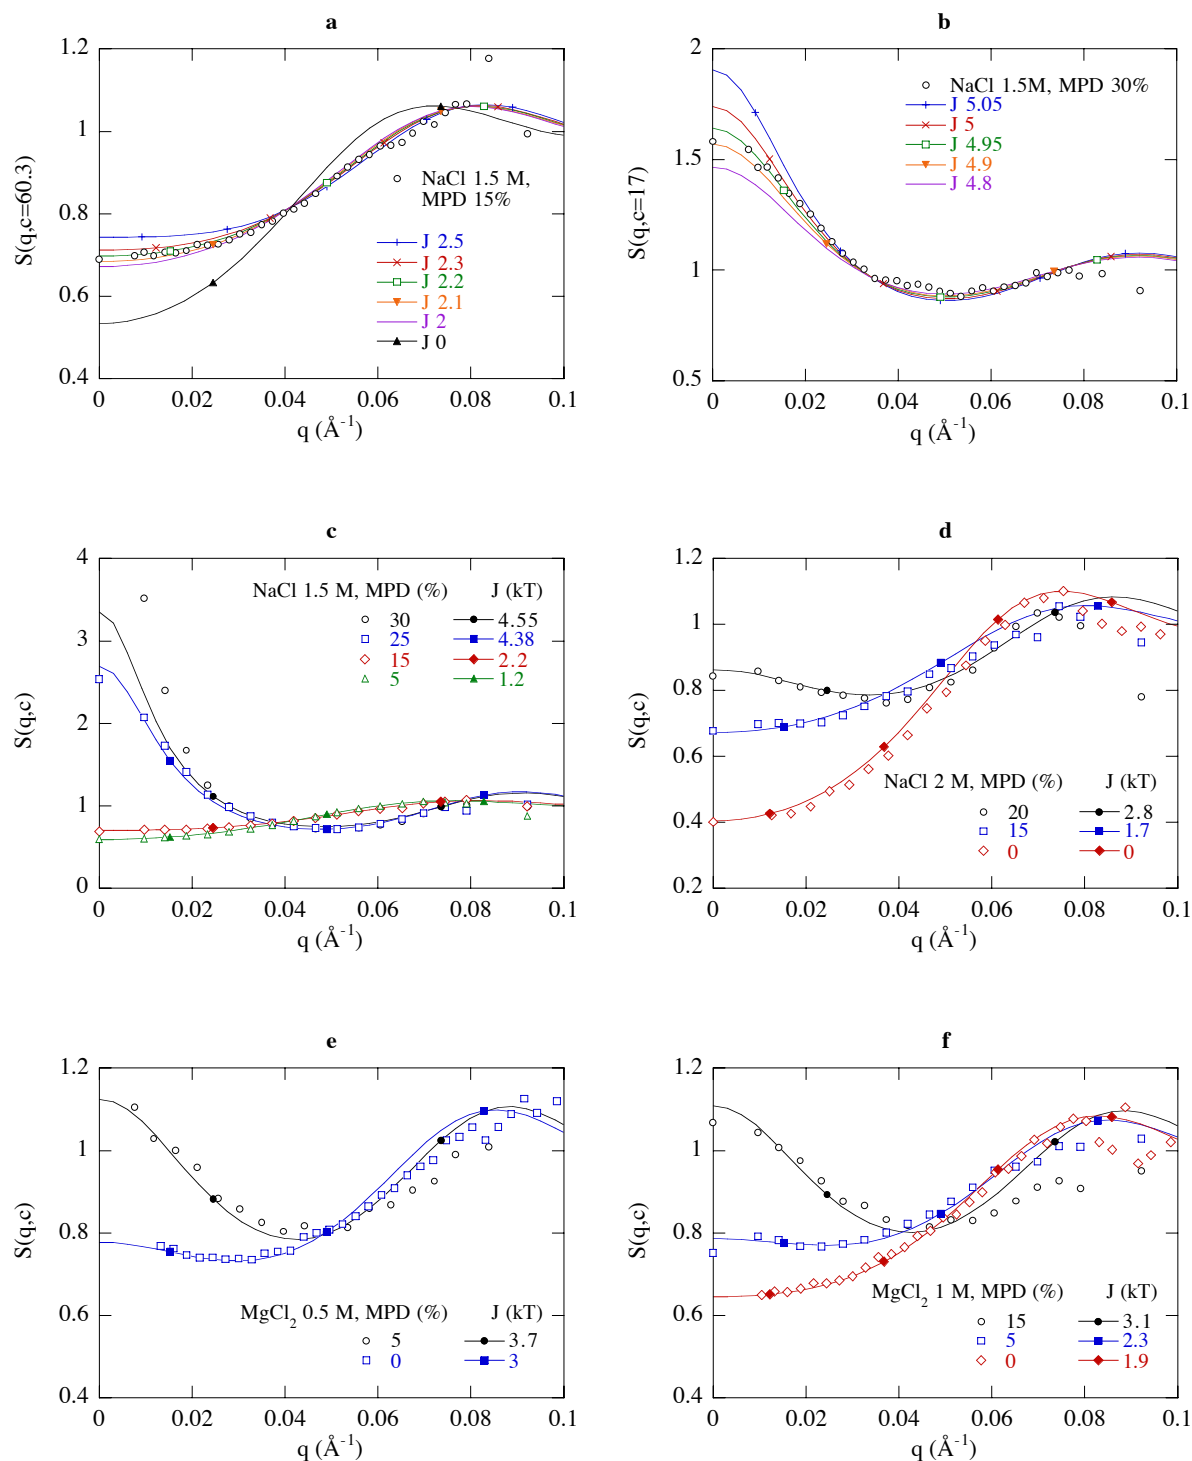 a
1.2
1
0.8
0.6
0.4
S(q,c=60.3)
NaCl 1.5 M,
MPD 15%
J 2.5
J 2.3
J 2.2
J 2.1
J 2
J 0
0 0.02 0.04 0.06 0.08 0.1
q (Å-1)
b
2
1.5
1
0.5
S(q,c=17)
NaCl 1.5M, MPD 30%
J 5.05
J 5
J 4.95
J 4.9
J 4.8
0 0.02 0.04 0.06 0.08 0.1
q (Å-1)
c
4
3
2
1
0
S(q,c)
NaCl 1.5 M, MPD (%) J (kT)
30 4.55
25 4.38
15 2.2
5 1.2
0 0.02 0.04 0.06 0.08 0.1
q (Å-1)
d
1.2
1
0.8
0.6
0.4
0.2
S(q,c)
NaCl 2 M, MPD (%) J (kT)
20 2.8
15 1.7
0 0
0 0.02 0.04 0.06 0.08 0.1
q (Å-1)
e
1.2
1
0.8
0.6
0.4
S(q,c)
MgCl2 0.5 M, MPD (%) J (kT)
5 3.7
0 3
0 0.02 0.04 0.06 0.08 0.1
q (Å-1)
f
1.2
1
0.8
0.6
0.4
S(q,c)
MgCl2 1 M, MPD (%) J (kT)
15 3.1
5 2.3
0 1.9
0 0.02 0.04 0.06 0.08 0.1
q (Å-1)